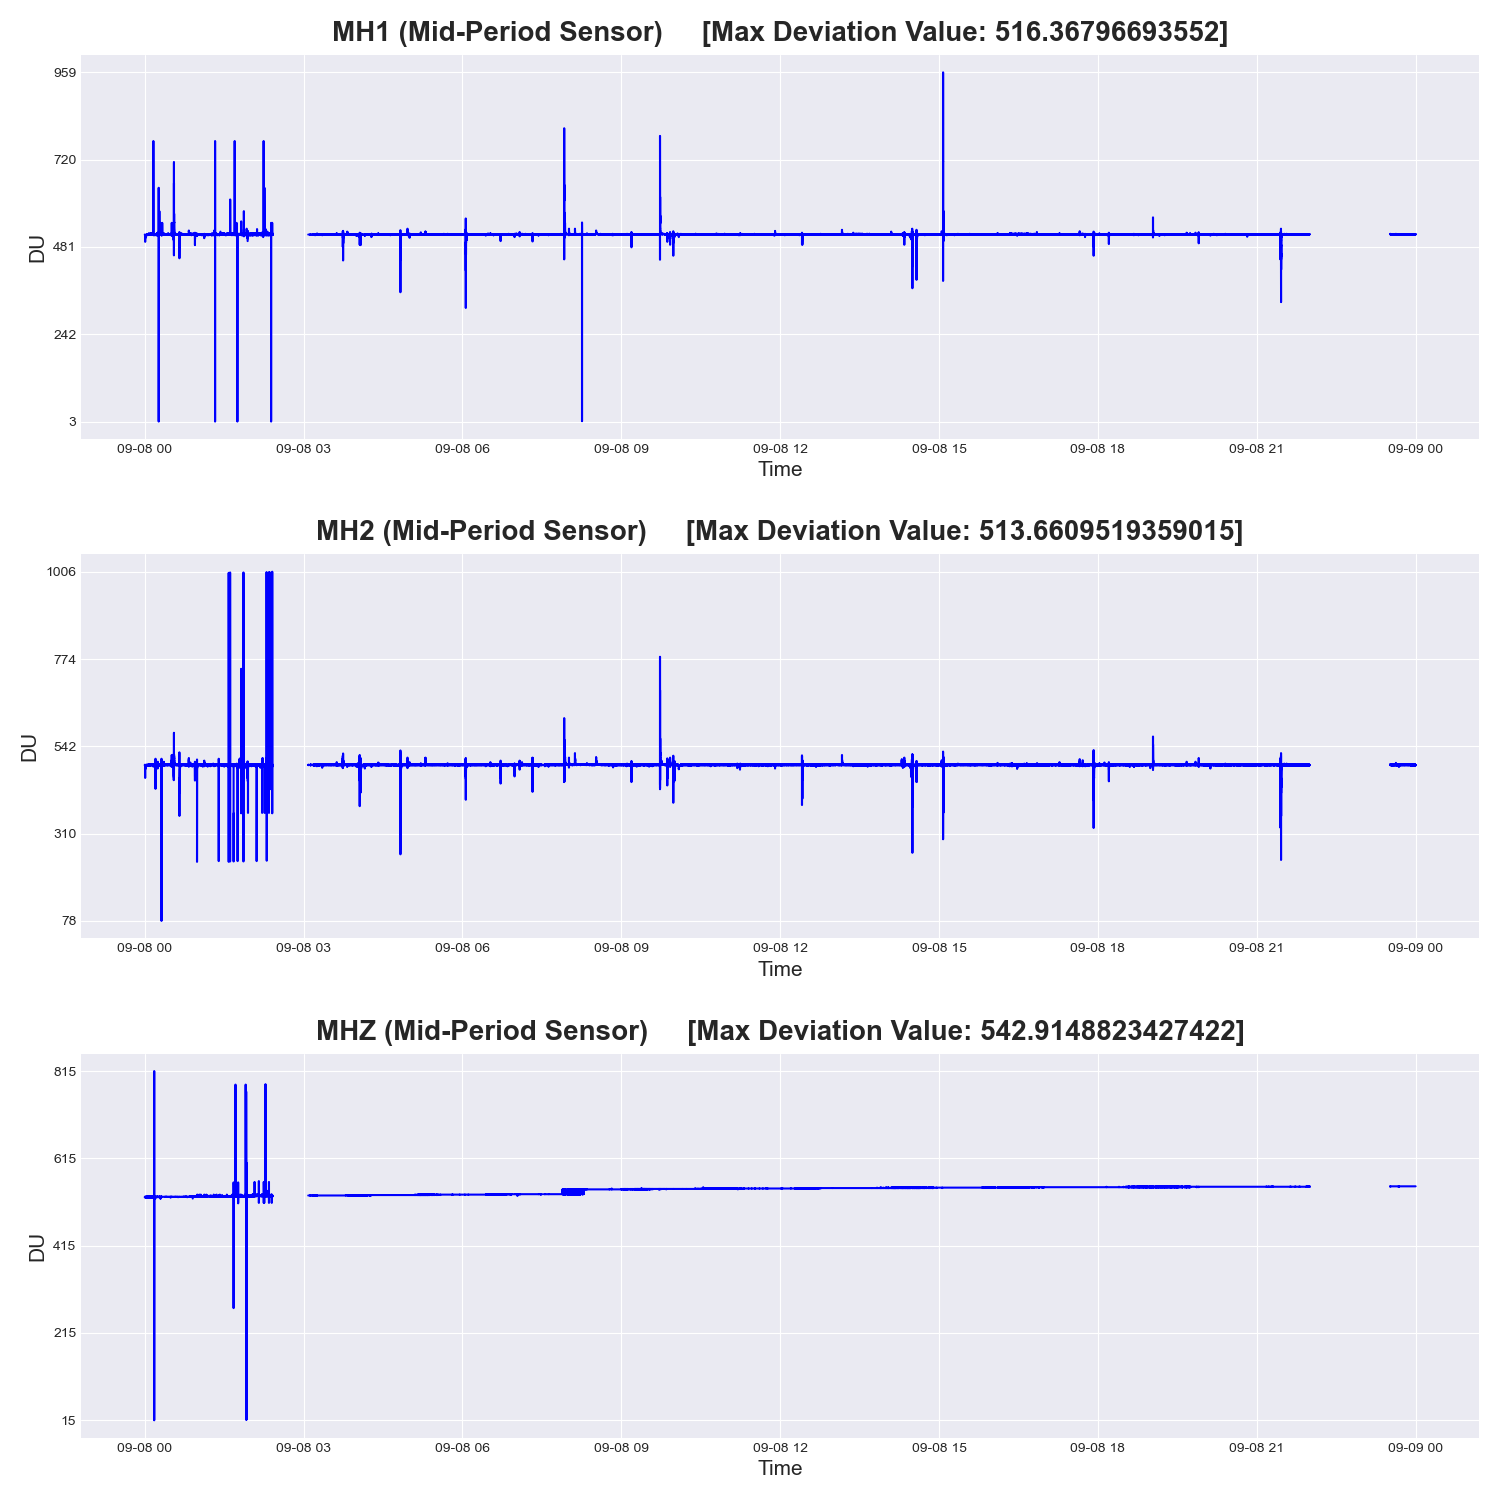 MH1 (Mid-Period Sensor)     [Max Deviation Value: 516.36796693552]
959
720
481
242
3
DU
09-08 00 09-08 03 09-08 06 09-08 09 09-08 12 09-08 15 09-08 18 09-08 21 09-09 00
Time
MH2 (Mid-Period Sensor)     [Max Deviation Value: 513.6609519359015]
1006
774
542
310
78
DU
09-08 00 09-08 03 09-08 06 09-08 09 09-08 12 09-08 15 09-08 18 09-08 21 09-09 00
Time
MHZ (Mid-Period Sensor)     [Max Deviation Value: 542.9148823427422]
815
615
415
215
15
DU
09-08 00 09-08 03 09-08 06 09-08 09 09-08 12 09-08 15 09-08 18 09-08 21 09-09 00
Time